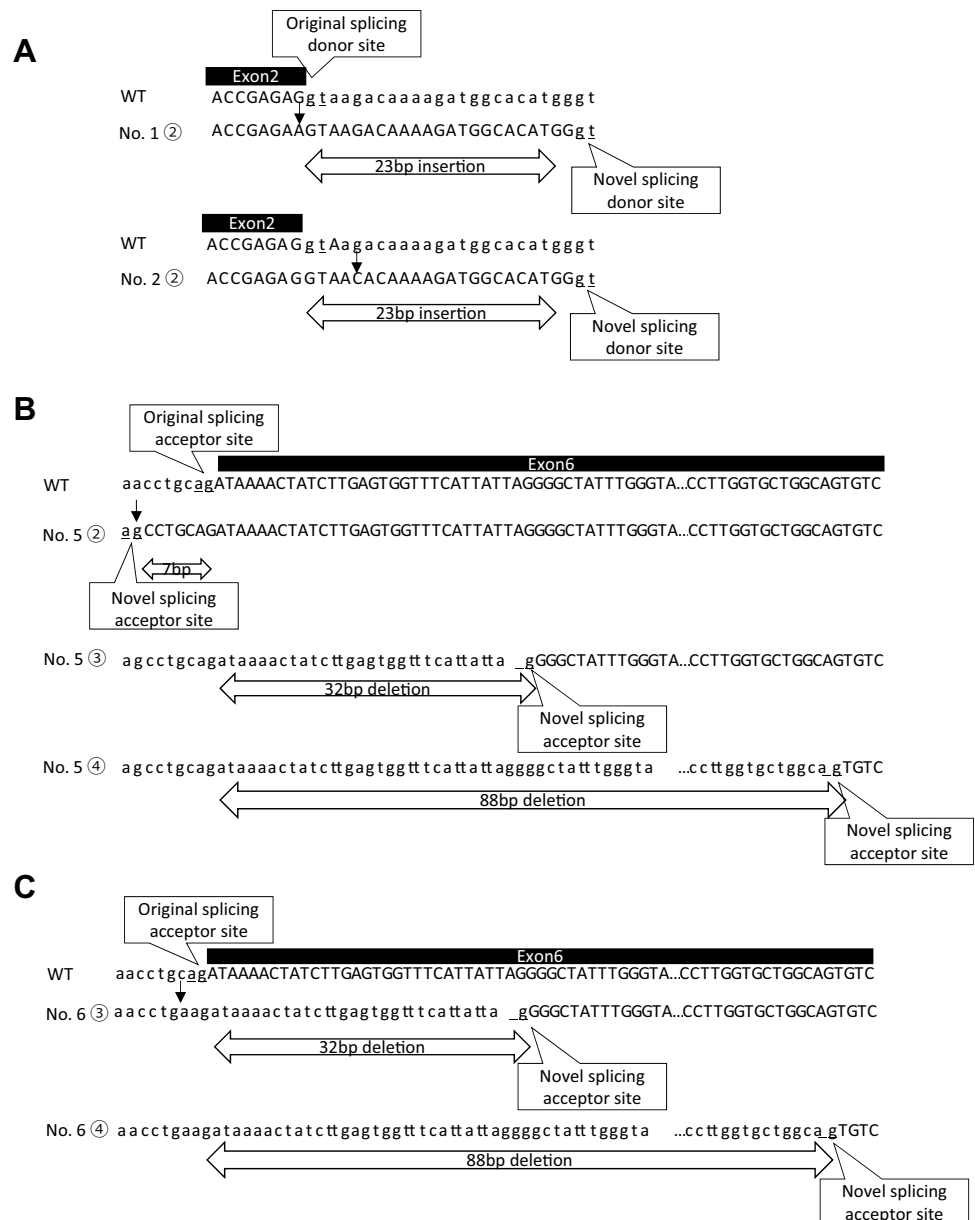 A
Original splicing
donor site
Exon2
WT ACCGAGAGgtaagacaaaagatggcacatgggt
No. 1 ② ACCGAGAAGTAAGACAAAAGATGGCACATGGgt
23bp insertion
Novel splicing
donor site
Exon2
WT ACCGAGAGgtAagacaaaagatggcacatgggt
No. 2 ② ACCGAGAGGTAACACAAAAGATGGCACATGGgt
23bp insertion
Novel splicing
donor site
B
Original splicing
acceptor site
Exon6
WT aacctgcagATAAAACTATCTTGAGTGGTTTCATTATTAGGGGCTATTTGGGTA...CCTTGGTGCTGGCAGTGTC
No. 5 ② agCCTGCAGATAAAACTATCTTGAGTGGTTTCATTATTAGGGGCTATTTGGGTA...CCTTGGTGCTGGCAGTGTC
7bp
Novel splicing
acceptor site
No. 5 ③ agcctgcagataaaactatcttgagtggtttcattatta gGGGCTATTTGGGTA...CCTTGGTGCTGGCAGTGTC
32bp deletion
Novel splicing
acceptor site
No. 5 ④ agcctgcagataaaactatcttgagtggtttcattattaggggctatttgggta ...ccttggtgctggcagTGTC
88bp deletion
Novel splicing
acceptor site
C
Original splicing
acceptor site
Exon6
WT aacctgcagATAAAACTATCTTGAGTGGTTTCATTATTAGGGGCTATTTGGGTA...CCTTGGTGCTGGCAGTGTC
No. 6 ③ aacctgaagataaaactatcttgagtggtttcattatta gGGGCTATTTGGGTA...CCTTGGTGCTGGCAGTGTC
32bp deletion
Novel splicing
acceptor site
No. 6 ④ aacctgaagataaaactatcttgagtggtttcattattaggggctatttgggta ...ccttggtgctggcagTGTC
88bp deletion
Novel splicing
acceptor site